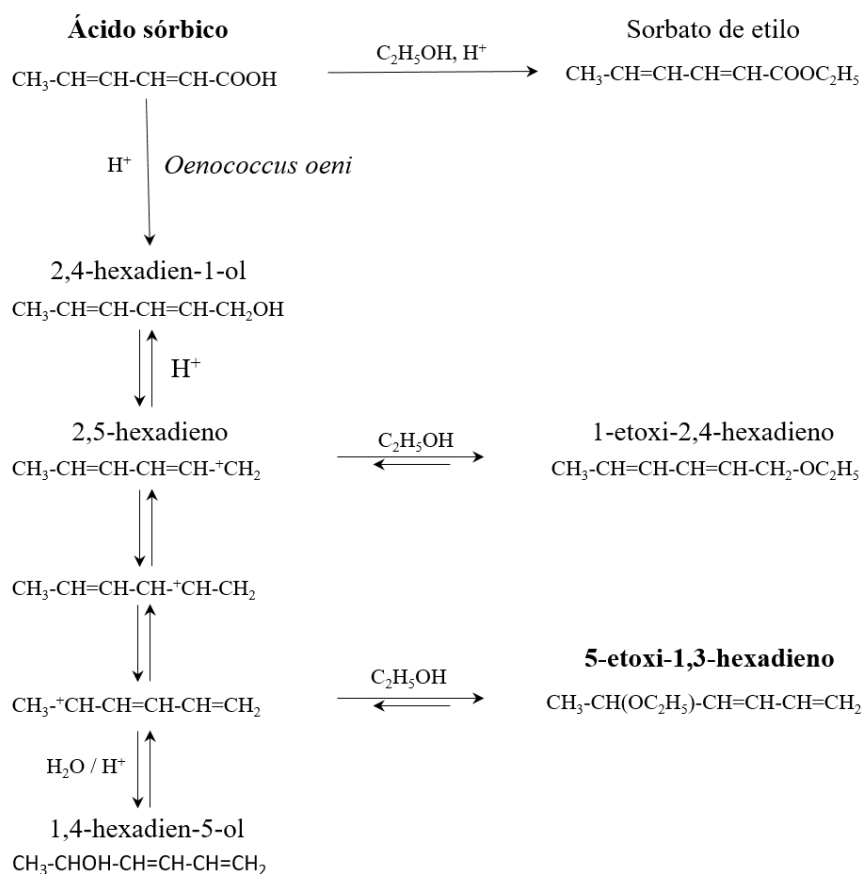 Ácido sórbico
CH₃-CH=CH-CH=CH-COOH
C₂H₅OH, H⁺
Sorbato de etilo
CH₃-CH=CH-CH=CH-COOC₂H₅
H⁺
Oenococcus oeni
2,4-hexadien-1-ol
CH₃-CH=CH-CH=CH-CH₂OH
H⁺
2,5-hexadieno
CH₃-CH=CH-CH=CH-⁺CH₂
C₂H₅OH
1-etoxi-2,4-hexadieno
CH₃-CH=CH-CH=CH-CH₂-OC₂H₅
CH₃-CH=CH-CH-⁺CH-CH₂
CH₃-⁺CH-CH=CH-CH=CH₂
C₂H₅OH
5-etoxi-1,3-hexadieno
CH₃-CH(OC₂H₅)-CH=CH-CH=CH₂
H₂O / H⁺
1,4-hexadien-5-ol
CH₃-CHOH-CH=CH-CH=CH₂